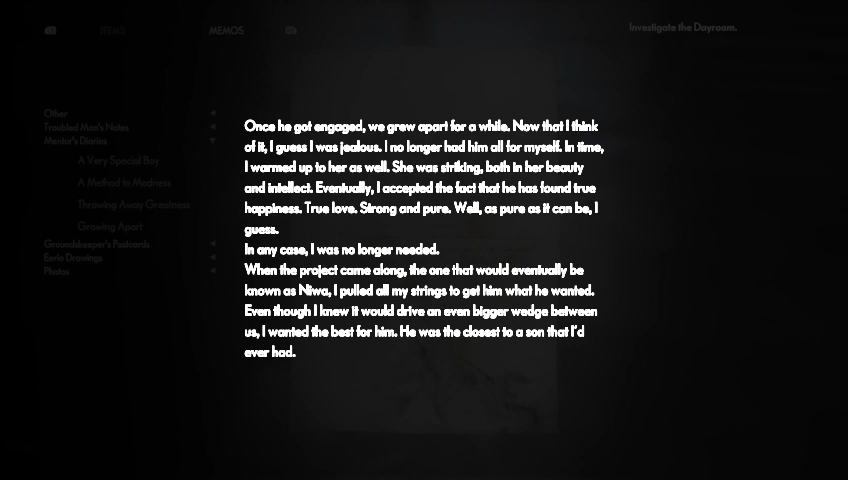 ITEMS
MEMOS
Investigate the Dayroom.
Other
Troubled Man's Notes
Mentor's Diaries
A Very Special Boy
A Method to Madness
Throwing Away Greatness
Growing Apart
Groundskeeper's Postcards
Eerie Drawings
Photos
Once he got engaged, we grew apart for a while. Now that I think
of it, I guess I was jealous. I no longer had him all for myself. In time,
I warmed up to her as well. She was striking, both in her beauty
and intellect. Eventually, I accepted the fact that he has found true
happiness. True love. Strong and pure. Well, as pure as it can be, I
guess.
In any case, I was no longer needed.
When the project came along, the one that would eventually be
known as Niwa, I pulled all my strings to get him what he wanted.
Even though I knew it would drive an even bigger wedge between
us, I wanted the best for him. He was the closest to a son that I'd
ever had.